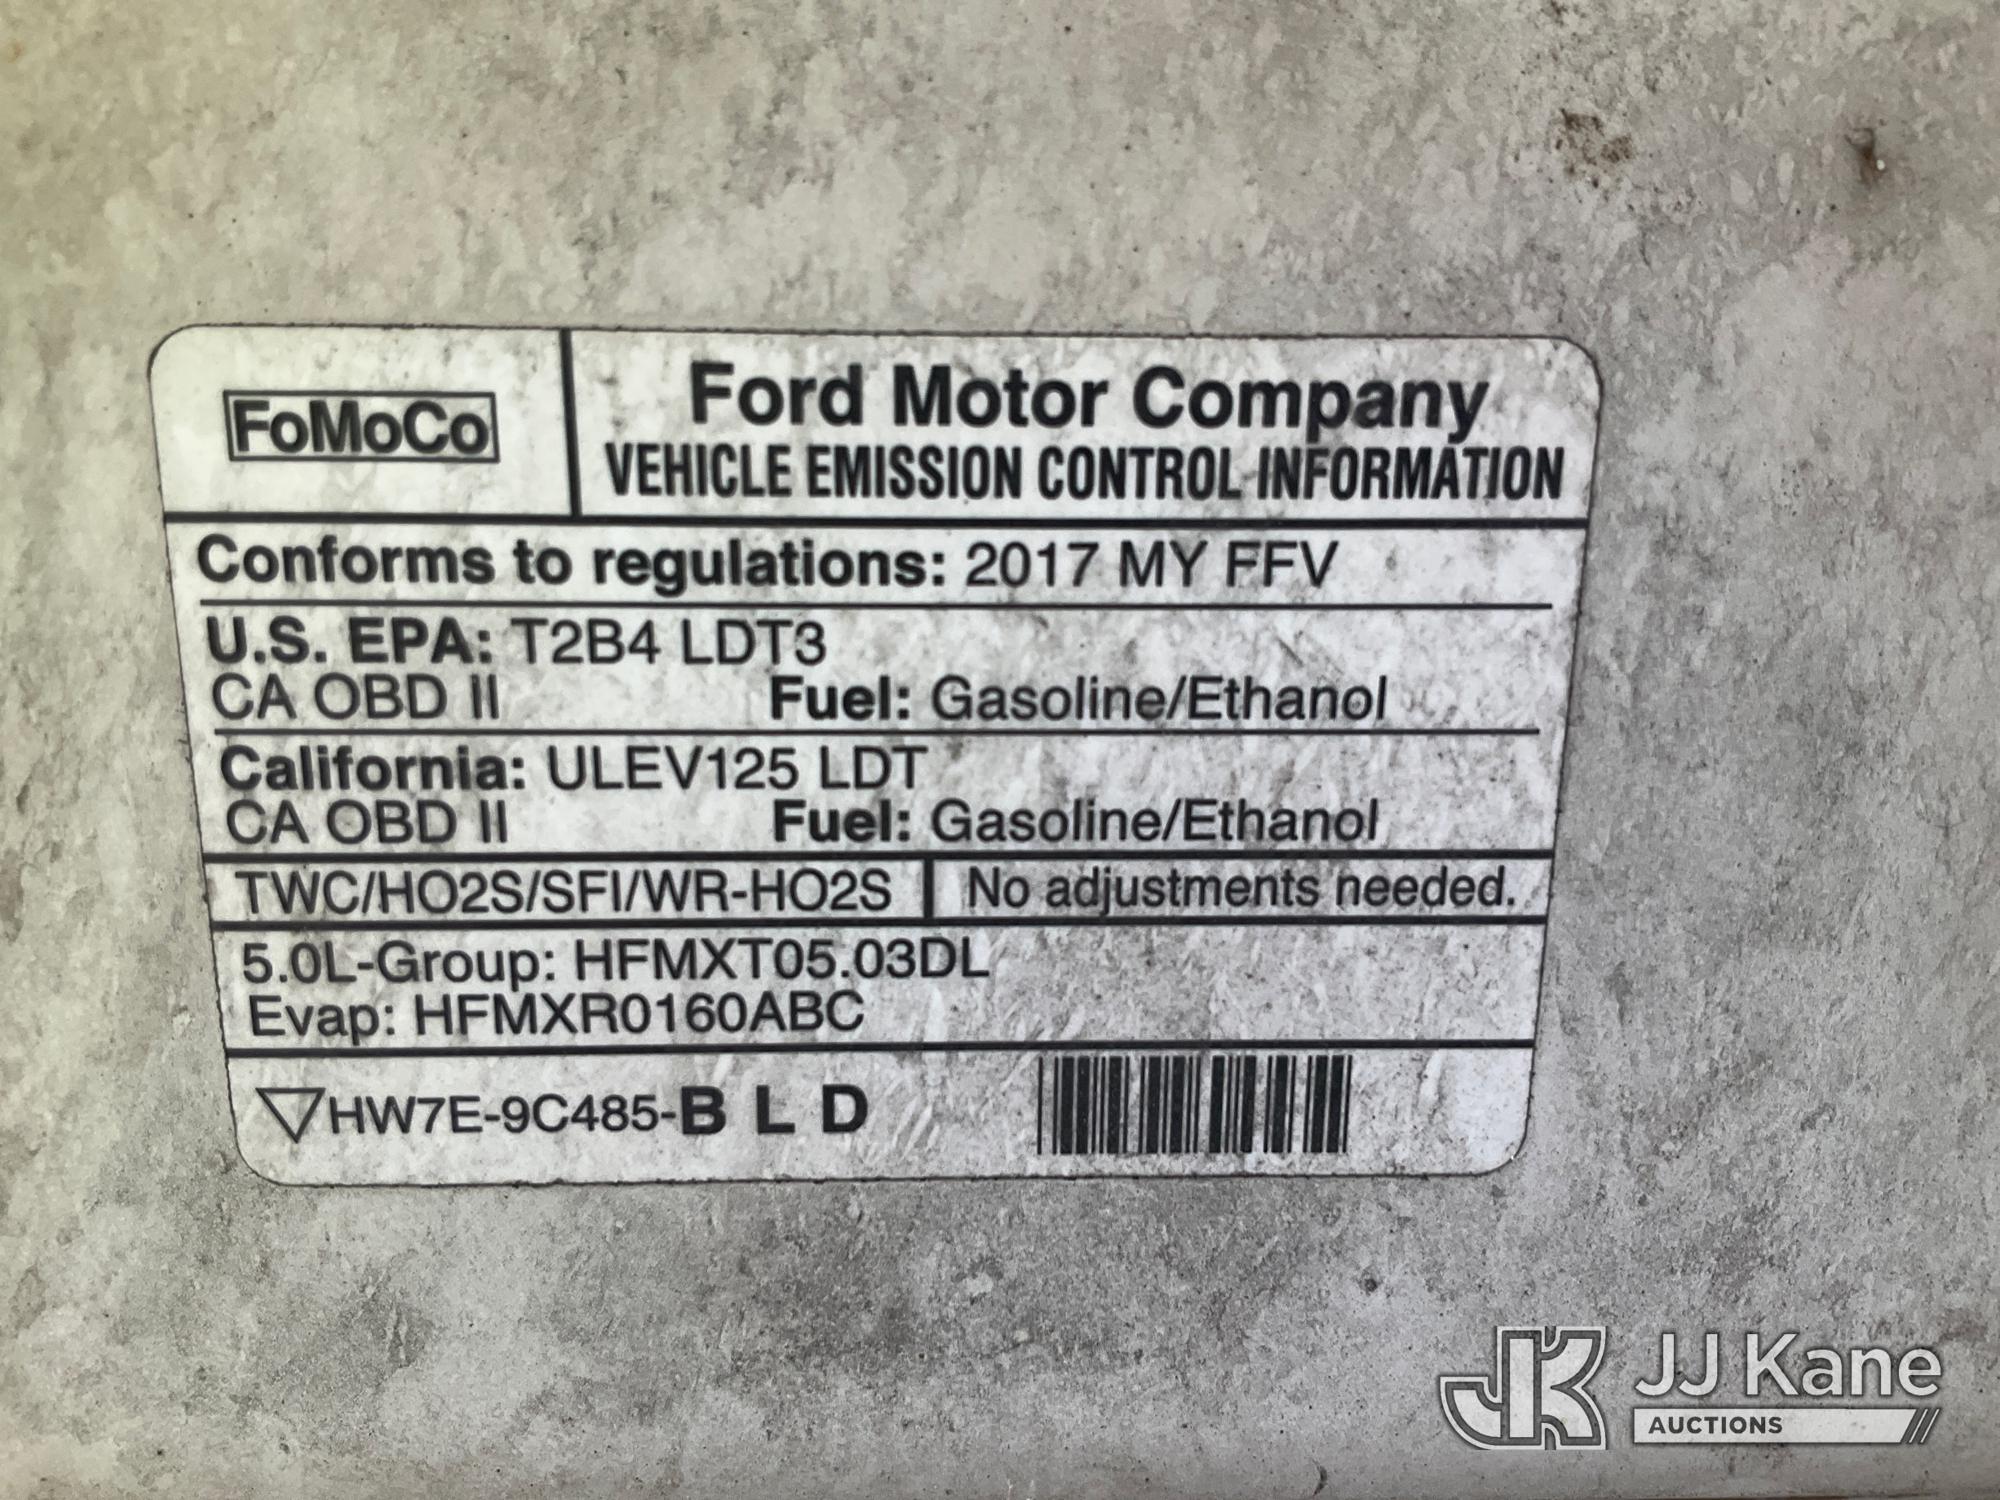 FoMoCo
Ford Motor Company
VEHICLE EMISSION CONTROL INFORMATION
Conforms to regulations: 2017 MY FFV
U.S. EPA: T2B4 LDT3
CA OBD II Fuel: Gasoline/Ethanol
California: ULEV125 LDT
CA OBD II Fuel: Gasoline/Ethanol
TWC/HO2S/SFI/WR-HO2S No adjustments needed.
5.0L-Group: HFMXT05.03DL
Evap: HFMXR0160ABC
HW7E-9C485-B L D
JK JJ Kane
AUCTIONS